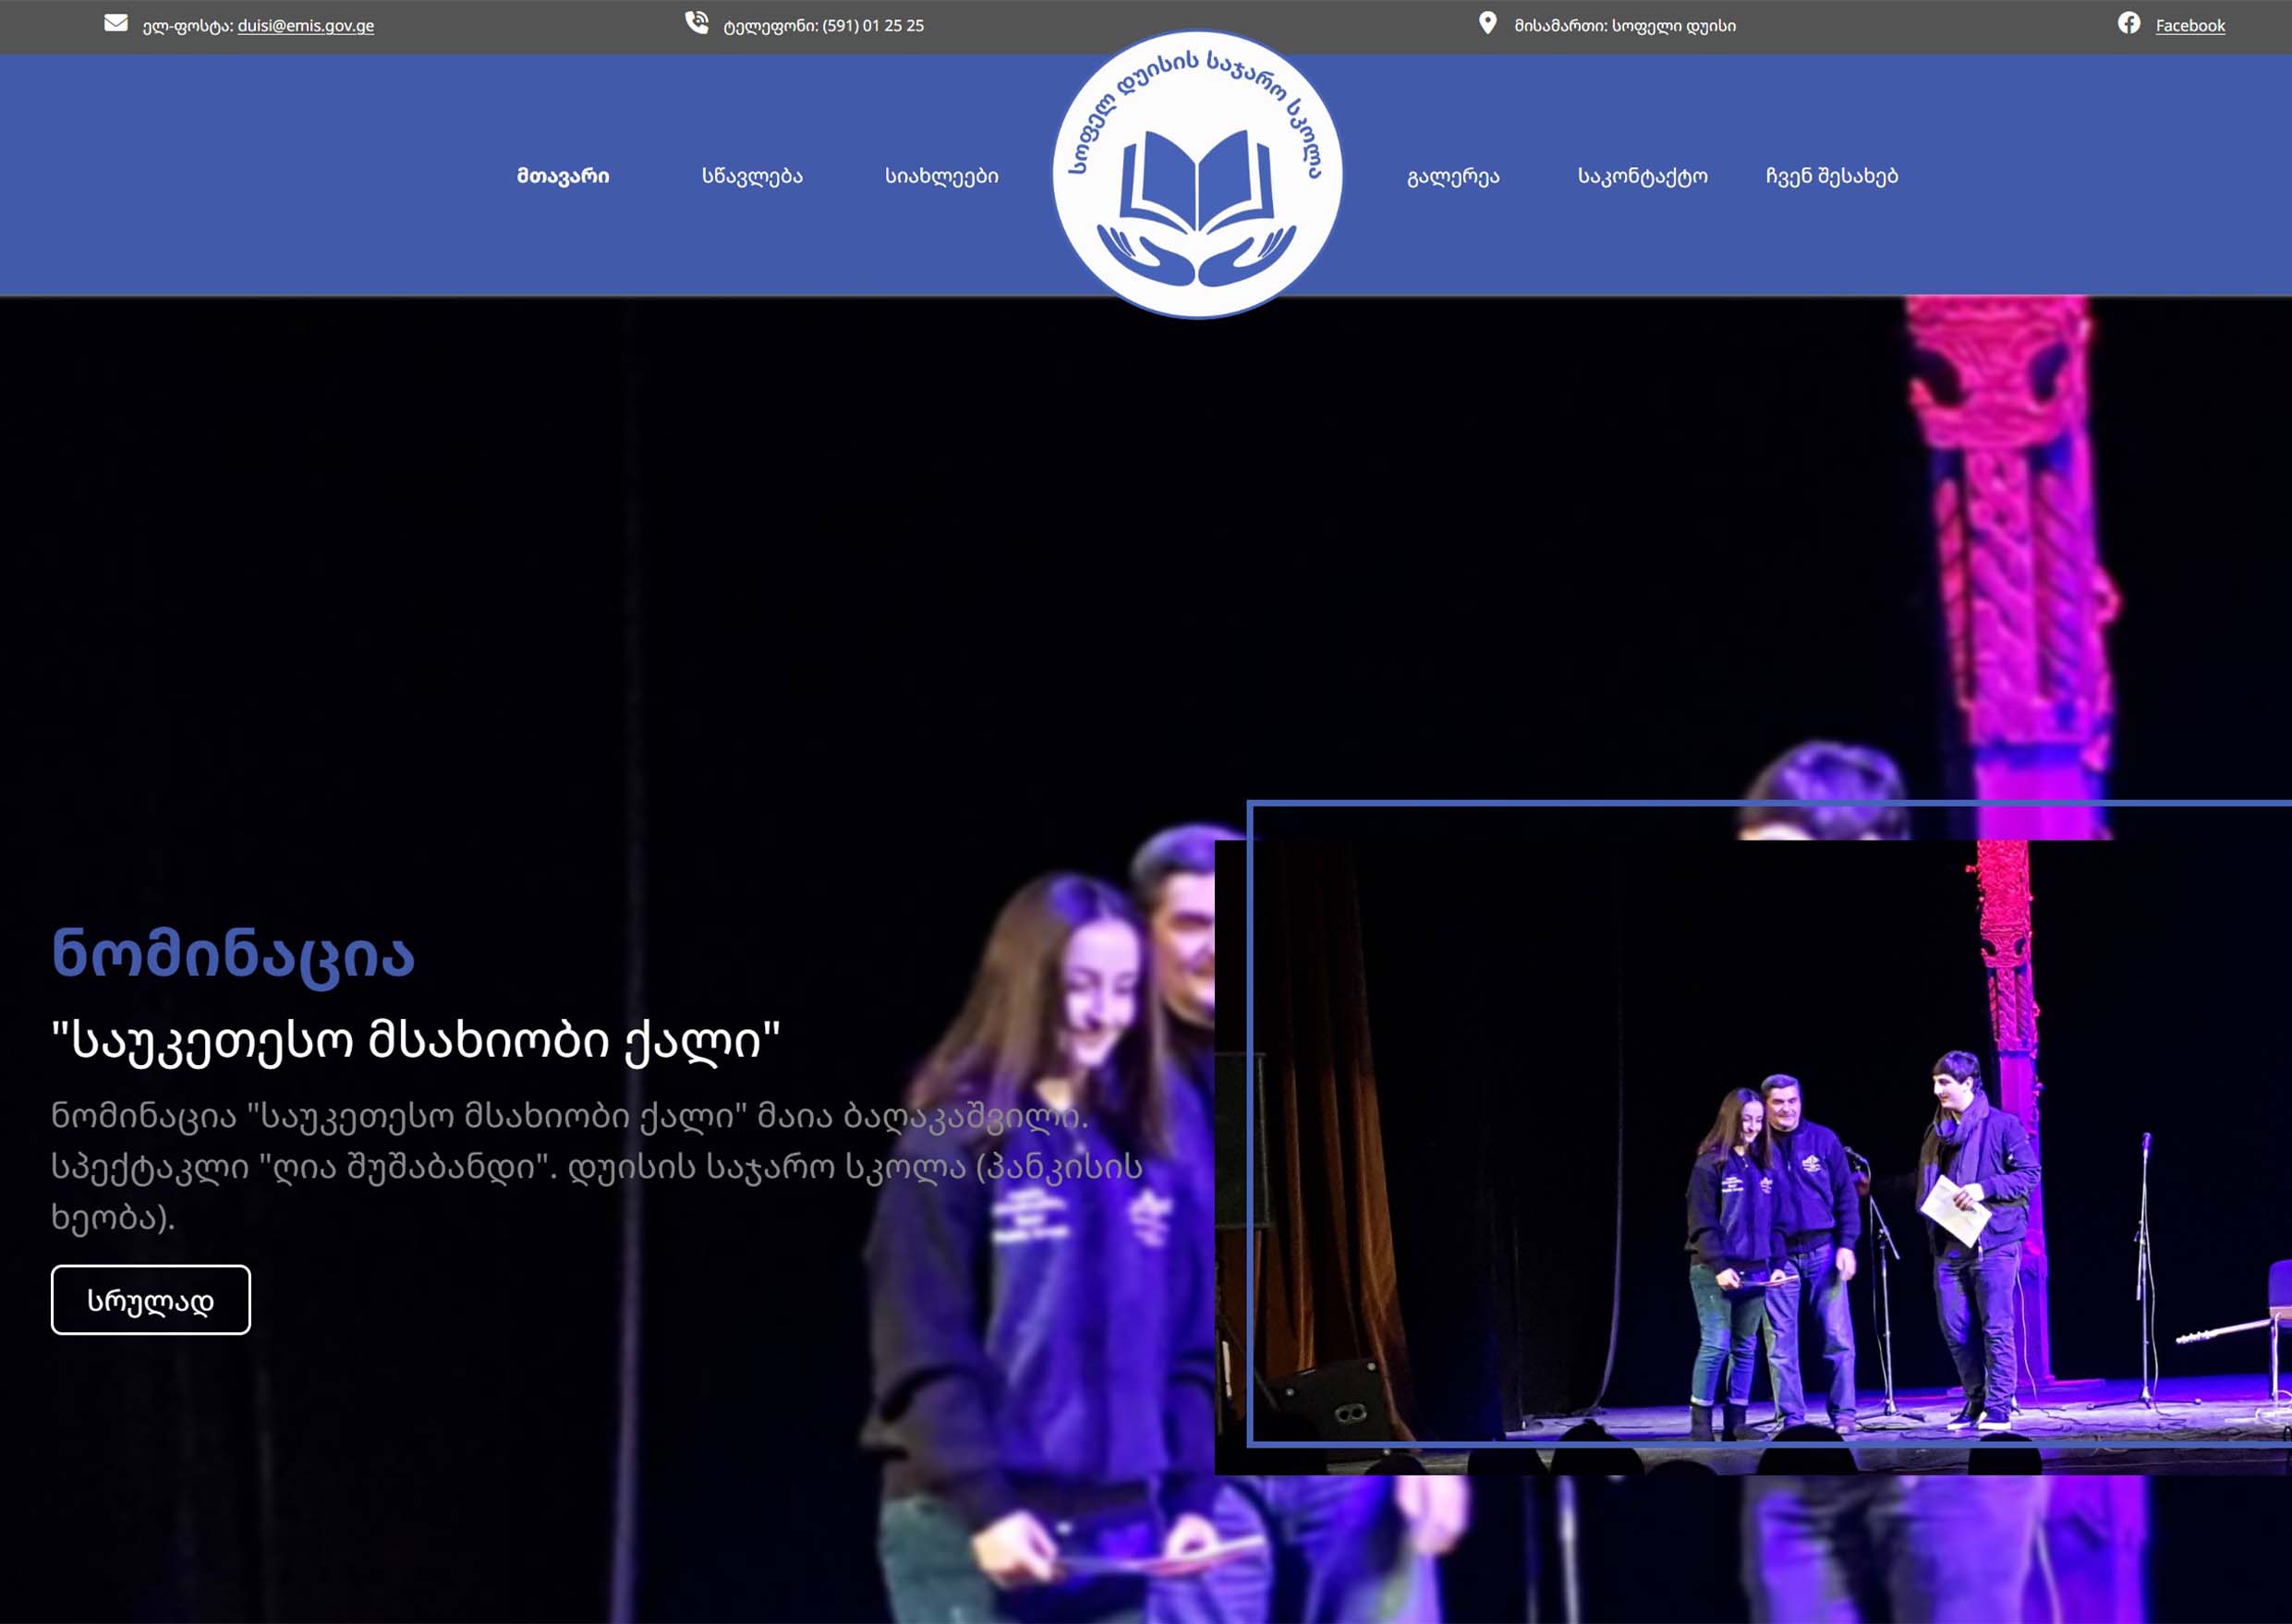 ელ-ფოსტა: duisi@emis.gov.ge
ტელეფონი: (591) 01 25 25
მისამართი: სოფელი დუისი
Facebook
მთავარი
სწავლება
სიახლეები
სოფელ დუისის საჯარო სკოლა
გალერეა
საკონტაქტო
ჩვენ შესახებ
ნომინაცია
"საუკეთესო მსახიობი ქალი"
ნომინაცია "საუკეთესო მსახიობი ქალი" მაია ბაღაკაშვილი.
სპექტაკლი "ღია შუშაბანდი". დუისის საჯარო სკოლა (პანკისის
ხეობა).
სრულად